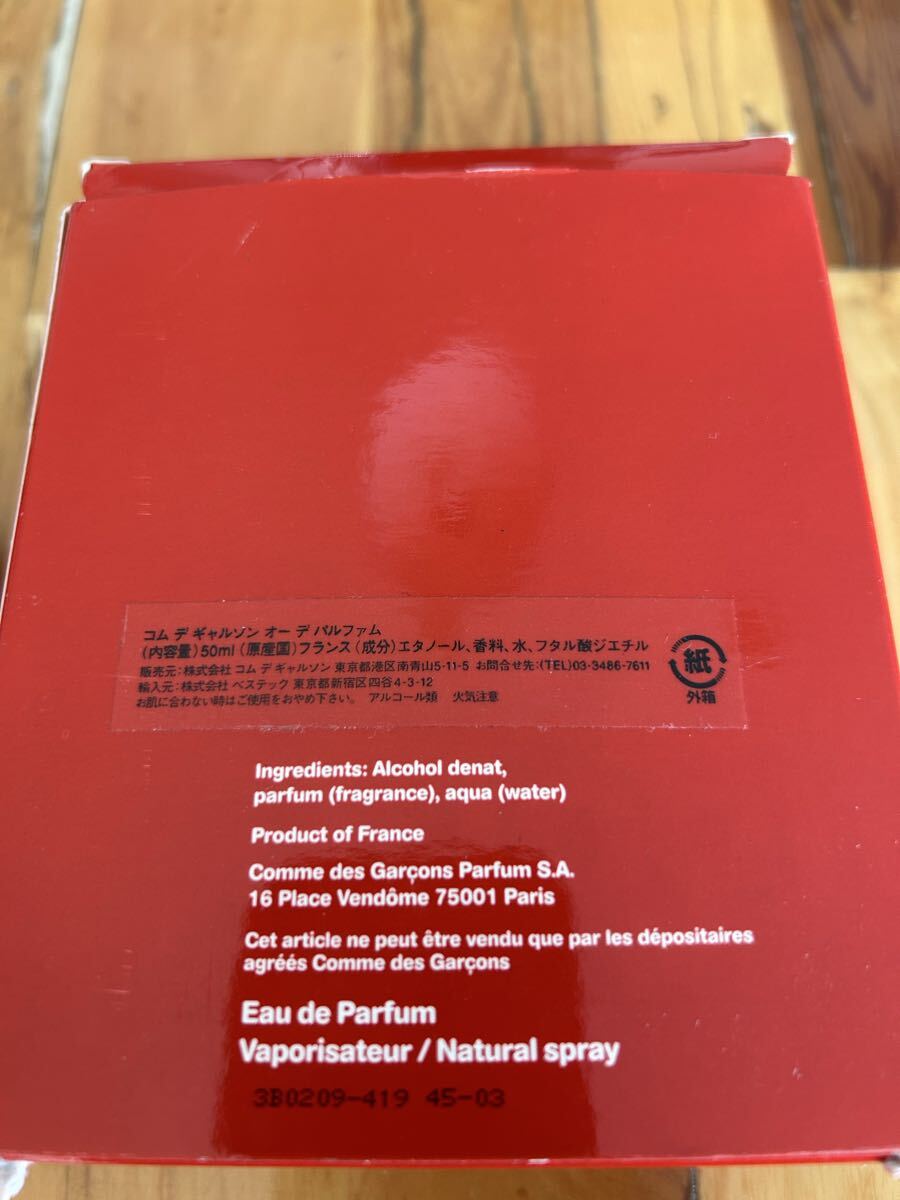 コム デ ギャルソン オー デ パルファム
(内容量)50ml (原産国)フランス (成分)エタノール、香料、水、フタル酸ジエチル
販売元:株式会社 コム デ ギャルソン 東京都港区南青山5-11-5 お問合せ先:(TEL)03-3486-7611
輸入元:株式会社 ベステック 東京都新宿区四谷4-3-12
お肌に合わない時はご使用をおやめ下さい。 アルコール類 火気注意
紙
外箱
Ingredients: Alcohol denat,
parfum (fragrance), aqua (water)
Product of France
Comme des Garçons Parfum S.A.
16 Place Vendôme 75001 Paris
Cet article ne peut être vendu que par les dépositaires
agréés Comme des Garçons
Eau de Parfum
Vaporisateur / Natural spray
3B0209-419 45-03